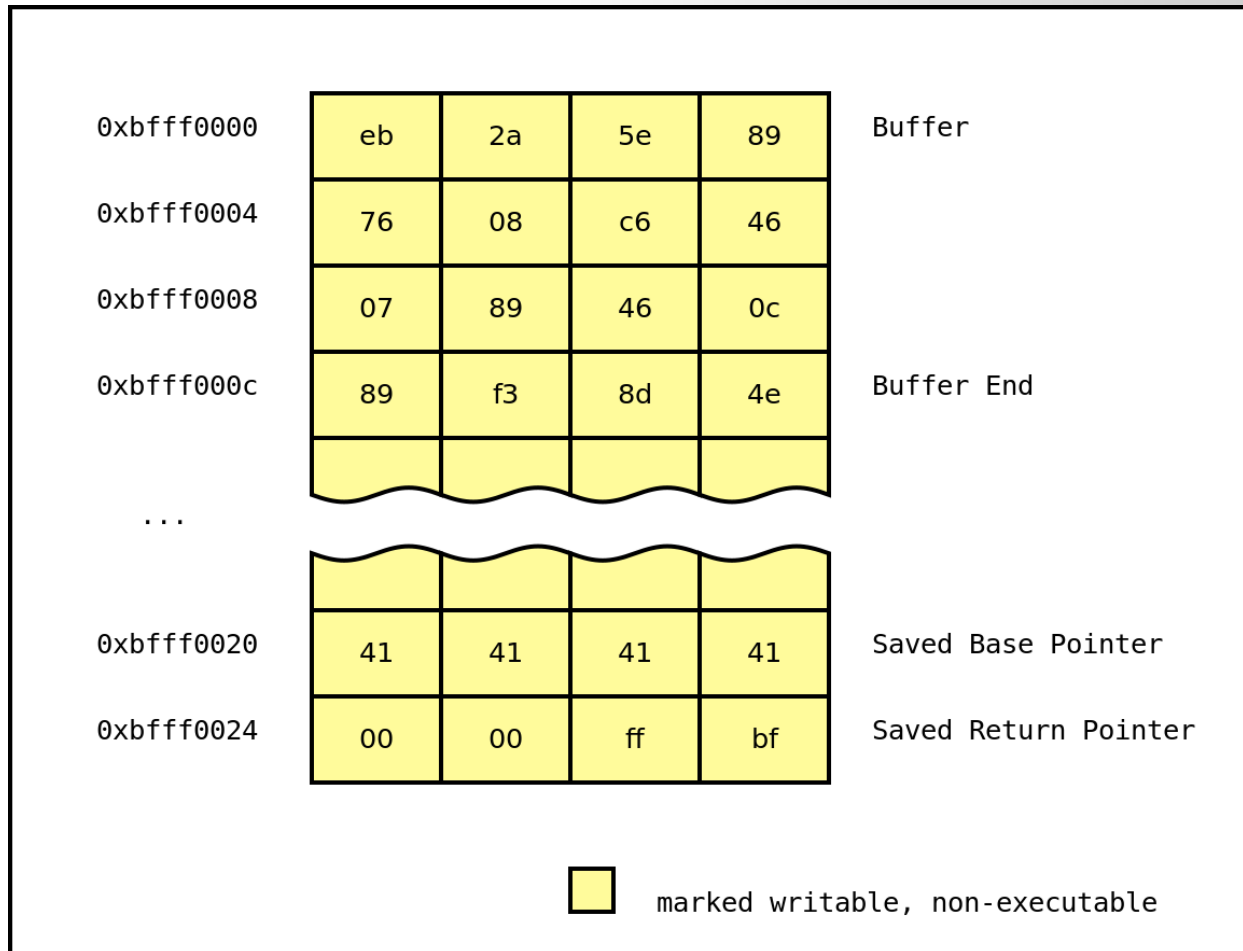 0xbfff0000 eb 2a 5e 89 Buffer
0xbfff0004 76 08 c6 46
0xbfff0008 07 89 46 0c
0xbfff000c 89 f3 8d 4e Buffer End
...
0xbfff0020 41 41 41 41 Saved Base Pointer
0xbfff0024 00 00 ff bf Saved Return Pointer
marked writable, non-executable